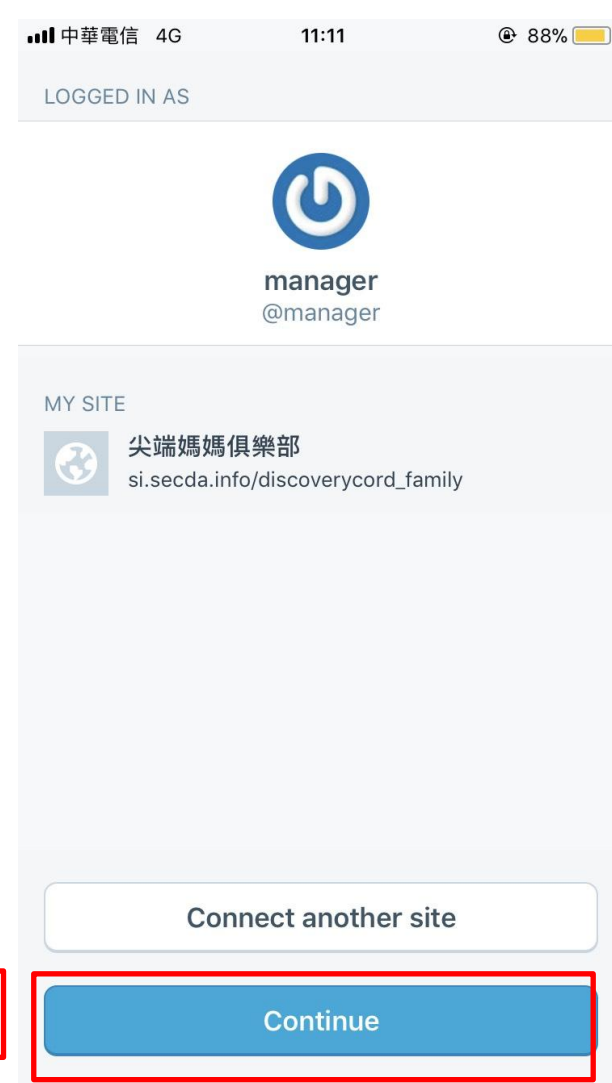 中華電信 4G 11:11 88%
LOGGED IN AS
manager
@manager
MY SITE
尖端媽媽俱樂部
si.secda.info/discoverycord_family
Connect another site
Continue